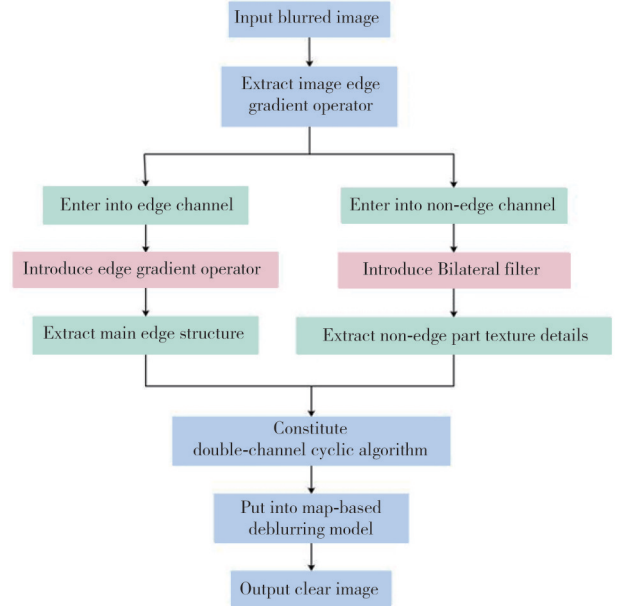 Input blurred image
Extract image edge
gradient operator
Enter into edge channel
Enter into non-edge channel
Introduce edge gradient operator
Introduce Bilateral filter
Extract main edge structure
Extract non-edge part texture details
Constitute
double-channel cyclic algorithm
Put into map-based
deblurring model
Output clear image